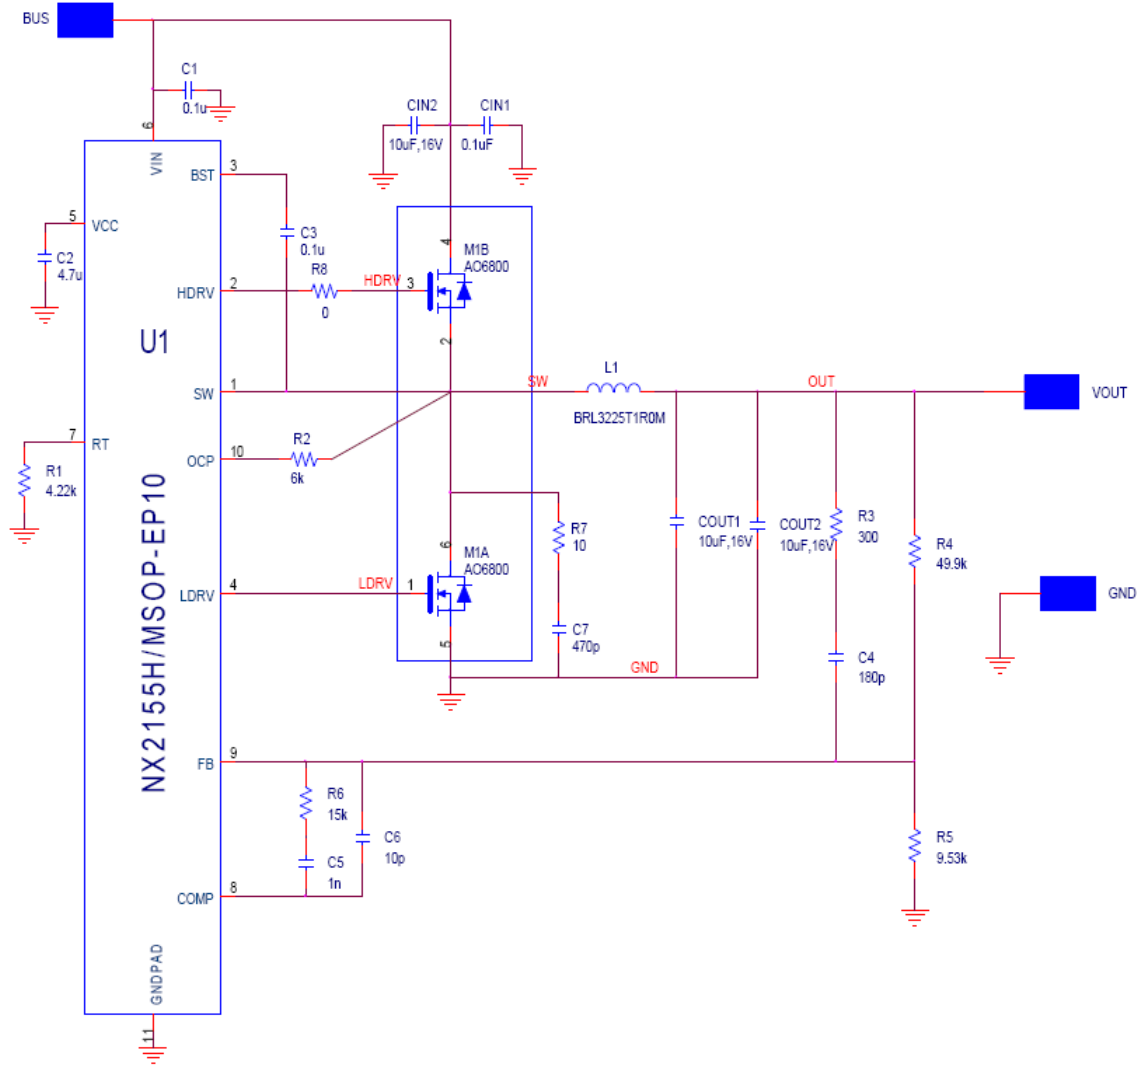 BUS
C1
0.1u
6
VIN
CIN2
10uF,16V
CIN1
0.1uF
BST
3
5
VCC
C2
4.7u
C3
0.1u
4
M1B
AO6800
HDRV
2
R8
0
HDRV
3
2
U1
SW
1
SW
L1
BRL3225T1R0M
OUT
VOUT
7
RT
R1
4.22k
OCP
10
R2
6k
NX2155H/MSOP-EP10
6
M1A
AO6800
R7
10
COUT1
10uF,16V
COUT2
10uF,16V
R3
300
R4
49.9k
LDRV
4
LDRV
1
5
C7
470p
GND
C4
180p
GND
FB
9
R6
15k
C5
1n
C6
10p
R5
9.53k
COMP
8
GNDPAD
11